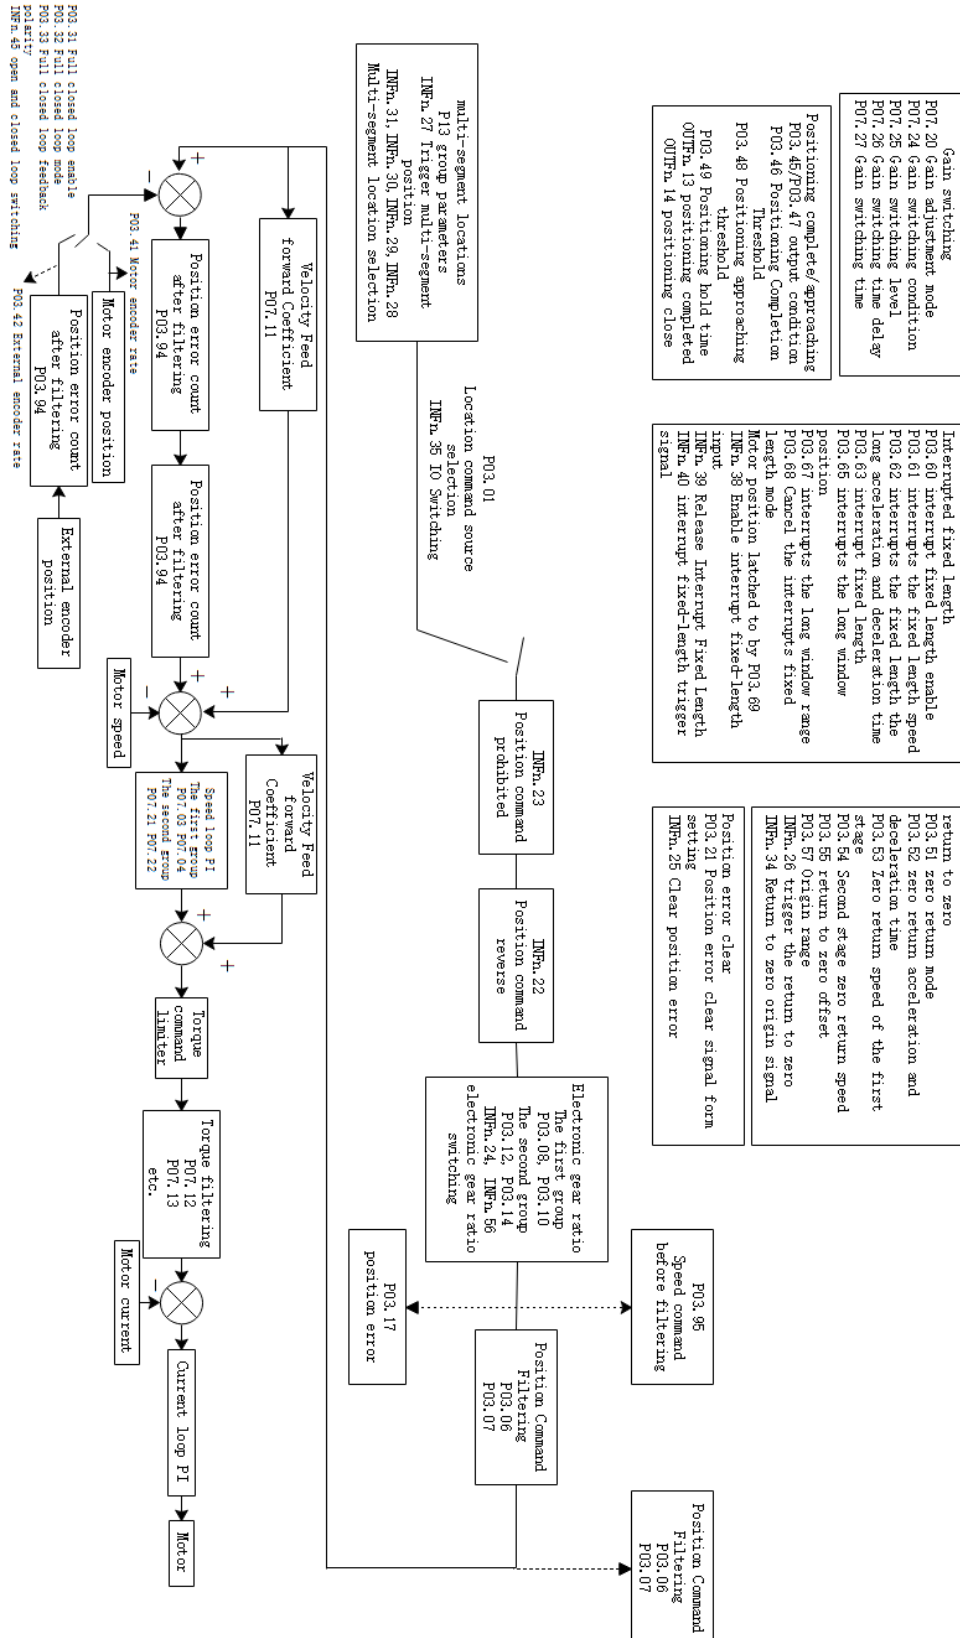 Gain switching
P07.20 Gain adjustment mode
P07.24 Gain switching condition
P07.25 Gain switching level
P07.26 Gain switching time delay
P07.27 Gain switching time
Positioning complete/approaching
P03.45/P03.47 output condition
P03.46 Positioning Completion
Threshold
P03.48 Positioning approaching
threshold
P03.49 Positioning hold time
OUTFn.13 positioning completed
OUTFn.14 positioning close
Interrupted fixed length
P03.60 interrupt fixed length enable
P03.61 interrupts the fixed length speed
P03.62 interrupts the fixed length the
long acceleration and deceleration time
P03.63 interrupt fixed length
P03.65 interrupts the long window
position
P03.67 interrupts the long window range
P03.68 Cancel the interrupts fixed
length mode
Motor position latched to by P03.69
INFn.38 Enable interrupt fixed-length
input
INFn.39 Release Interrupt Fixed Length
INFn.40 interrupt fixed-length trigger
signal
return to zero
P03.51 zero return mode
P03.52 zero return acceleration and
deceleration time
P03.53 Zero return speed of the first
stage
P03.54 Second stage zero return speed
P03.55 return to zero offset
P03.57 Origin range
INFn.26 trigger the return to zero
INFn.34 Return to zero origin signal
Position error clear
P03.21 Position error clear signal form
setting
INFn.25 Clear position error
multi-segment locations
P13 group parameters
INFn.27 Trigger multi-segment
position
INFn.31, INFn.30, INFn.29, INFn.28
Multi-segment location selection
P03.01
Location command source
selection
INFn.35 IO Switching
INFn.23
Position command
prohibited
INFn.22
Position command
reverse
Electronic gear ratio
The first group
P03.08, P03.10
The second group
P03.12, P03.14
INFn.24, INFn.56
electronic gear ratio
switching
P03.95
Speed command
before filtering
P03.17
position error
Position Command
Filtering
P03.06
P03.07
Position Command
Filtering
P03.06
P03.07
Velocity Feed
forward Coefficient
P07.11
Velocity Feed
forward
Coefficient
P07.11
+
−
Position error count
after filtering
P03.94
Position error count
after filtering
P03.94
+
+
−
Motor speed
Speed loop PI
The first group
P07.03 P07.04
The second group
P07.21 P07.22
+
+
Torque
command
limiter
Torque filtering
P07.12
P07.13
etc.
−
Motor current
Current loop PI
Motor
P03.41 Motor encoder rate
Motor encoder position
Position error count
after filtering
P03.94
External encoder
position
P03.42 External encoder rate
P03.31 Full closed loop enable
P03.32 Full closed loop mode
P03.33 Full closed loop feedback
polarity
INFn.45 open and closed loop switching